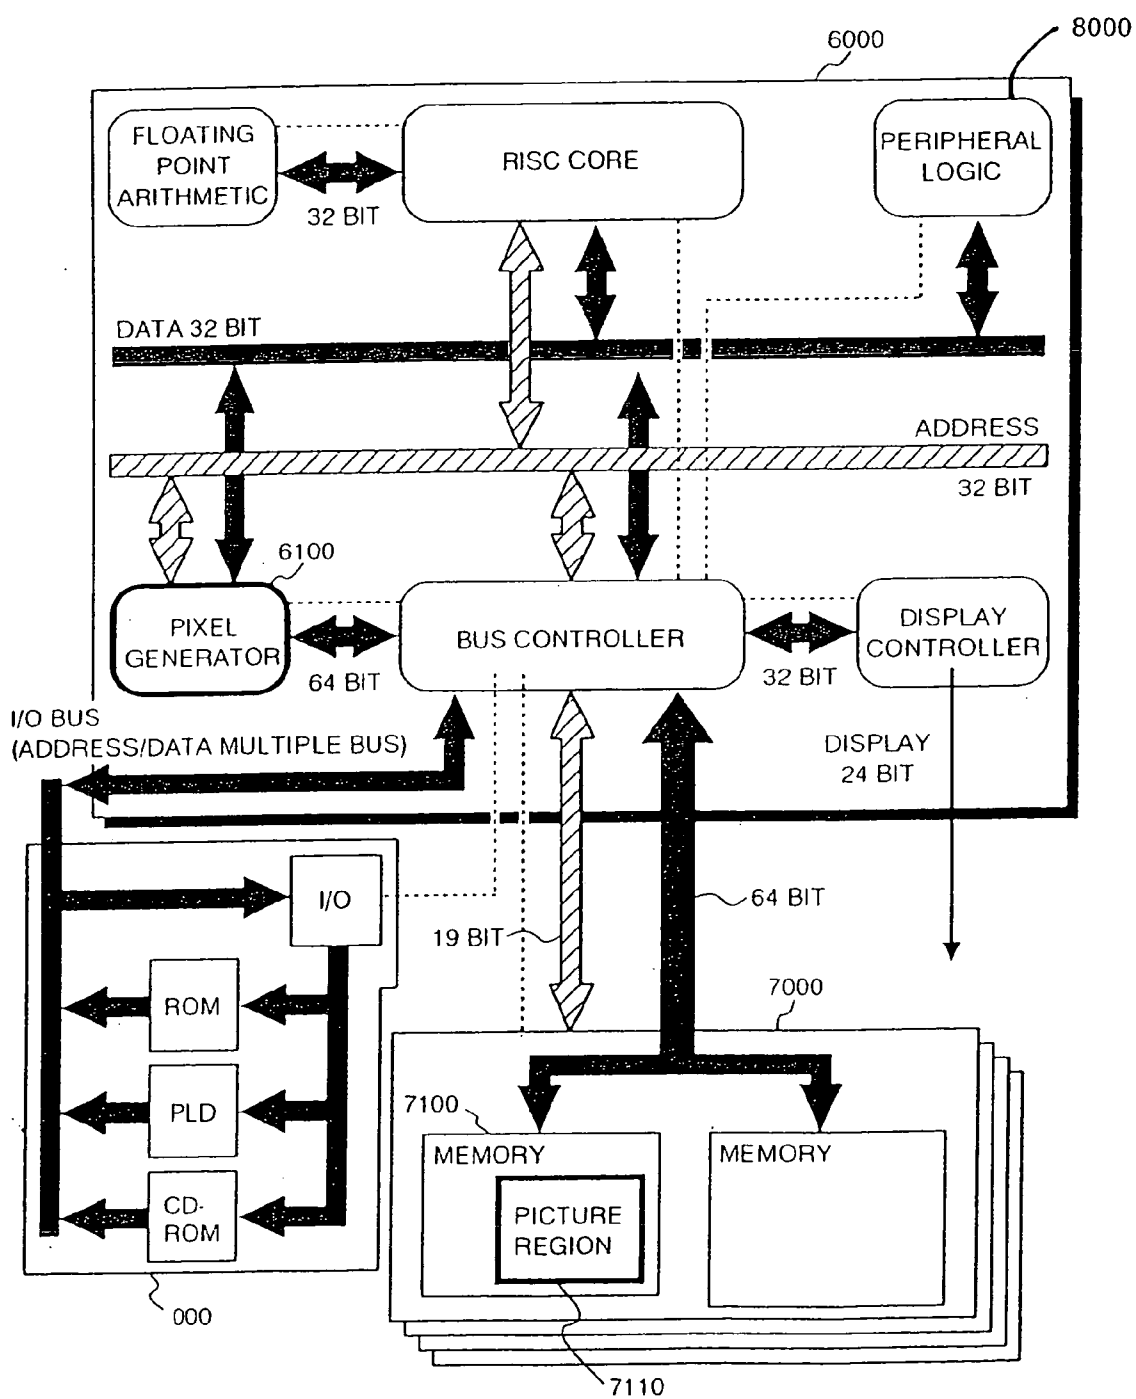 8000
6000
FLOATING
POINT
ARITHMETIC
RISC CORE
PERIPHERAL
LOGIC
32 BIT
DATA 32 BIT
ADDRESS
32 BIT
6100
PIXEL
GENERATOR
64 BIT
BUS CONTROLLER
32 BIT
DISPLAY
CONTROLLER
I/O BUS
(ADDRESS/DATA MULTIPLE BUS)
DISPLAY
24 BIT
I/O
64 BIT
19 BIT
ROM
7000
PLD
7100
MEMORY
MEMORY
CD-
ROM
PICTURE
REGION
000
7110